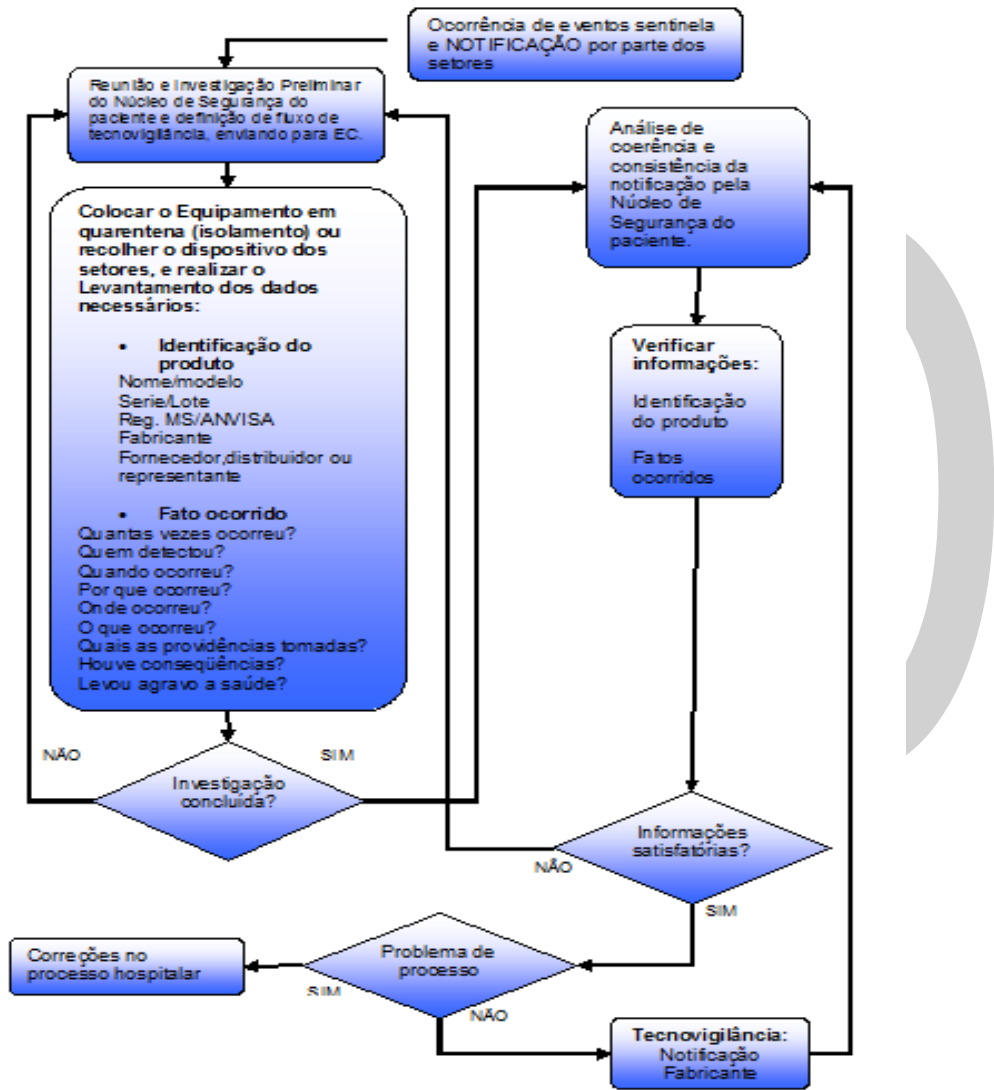 Ocorrência de eventos sentinela
e NOTIFICAÇÃO por parte dos
setores
Reunião e Investigação Preliminar
do Núcleo de Segurança do
paciente e definição de fluxo de
tecnovigilância, enviando para EC.
Colocar o Equipamento em
quarentena (isolamento) ou
recolher o dispositivo dos
setores, e realizar o
Levantamento dos dados
necessários:
• Identificação do
produto
Nome/modelo
Serie/Lote
Reg. MS/ANVISA
Fabricante
Fornecedor,distribuidor ou
representante
• Fato ocorrido
Quantas vezes ocorreu?
Quem detectou?
Quando ocorreu?
Por que ocorreu?
Onde ocorreu?
O que ocorreu?
Quais as providências tomadas?
Houve conseqüências?
Levou agravo a saúde?
NÃO
SIM
Investigação
concluída?
Análise de
coerência e
consistência da
notificação pela
Núcleo de
Segurança do
paciente.
Verificar
informações:
Identificação
do produto
Fatos
ocorridos
Informações
satisfatórias?
NÃO
SIM
Problema de
processo
SIM
NÃO
Correções no
processo hospitalar
Tecnovigilância:
Notificação
Fabricante